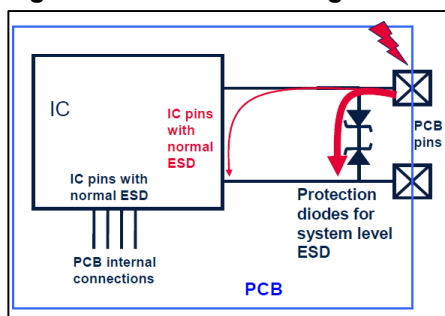 IC
IC pins
with
normal
ESD
PCB
pins
IC pins with
normal ESD
Protection
diodes for
system level
ESD
PCB internal
connections
PCB